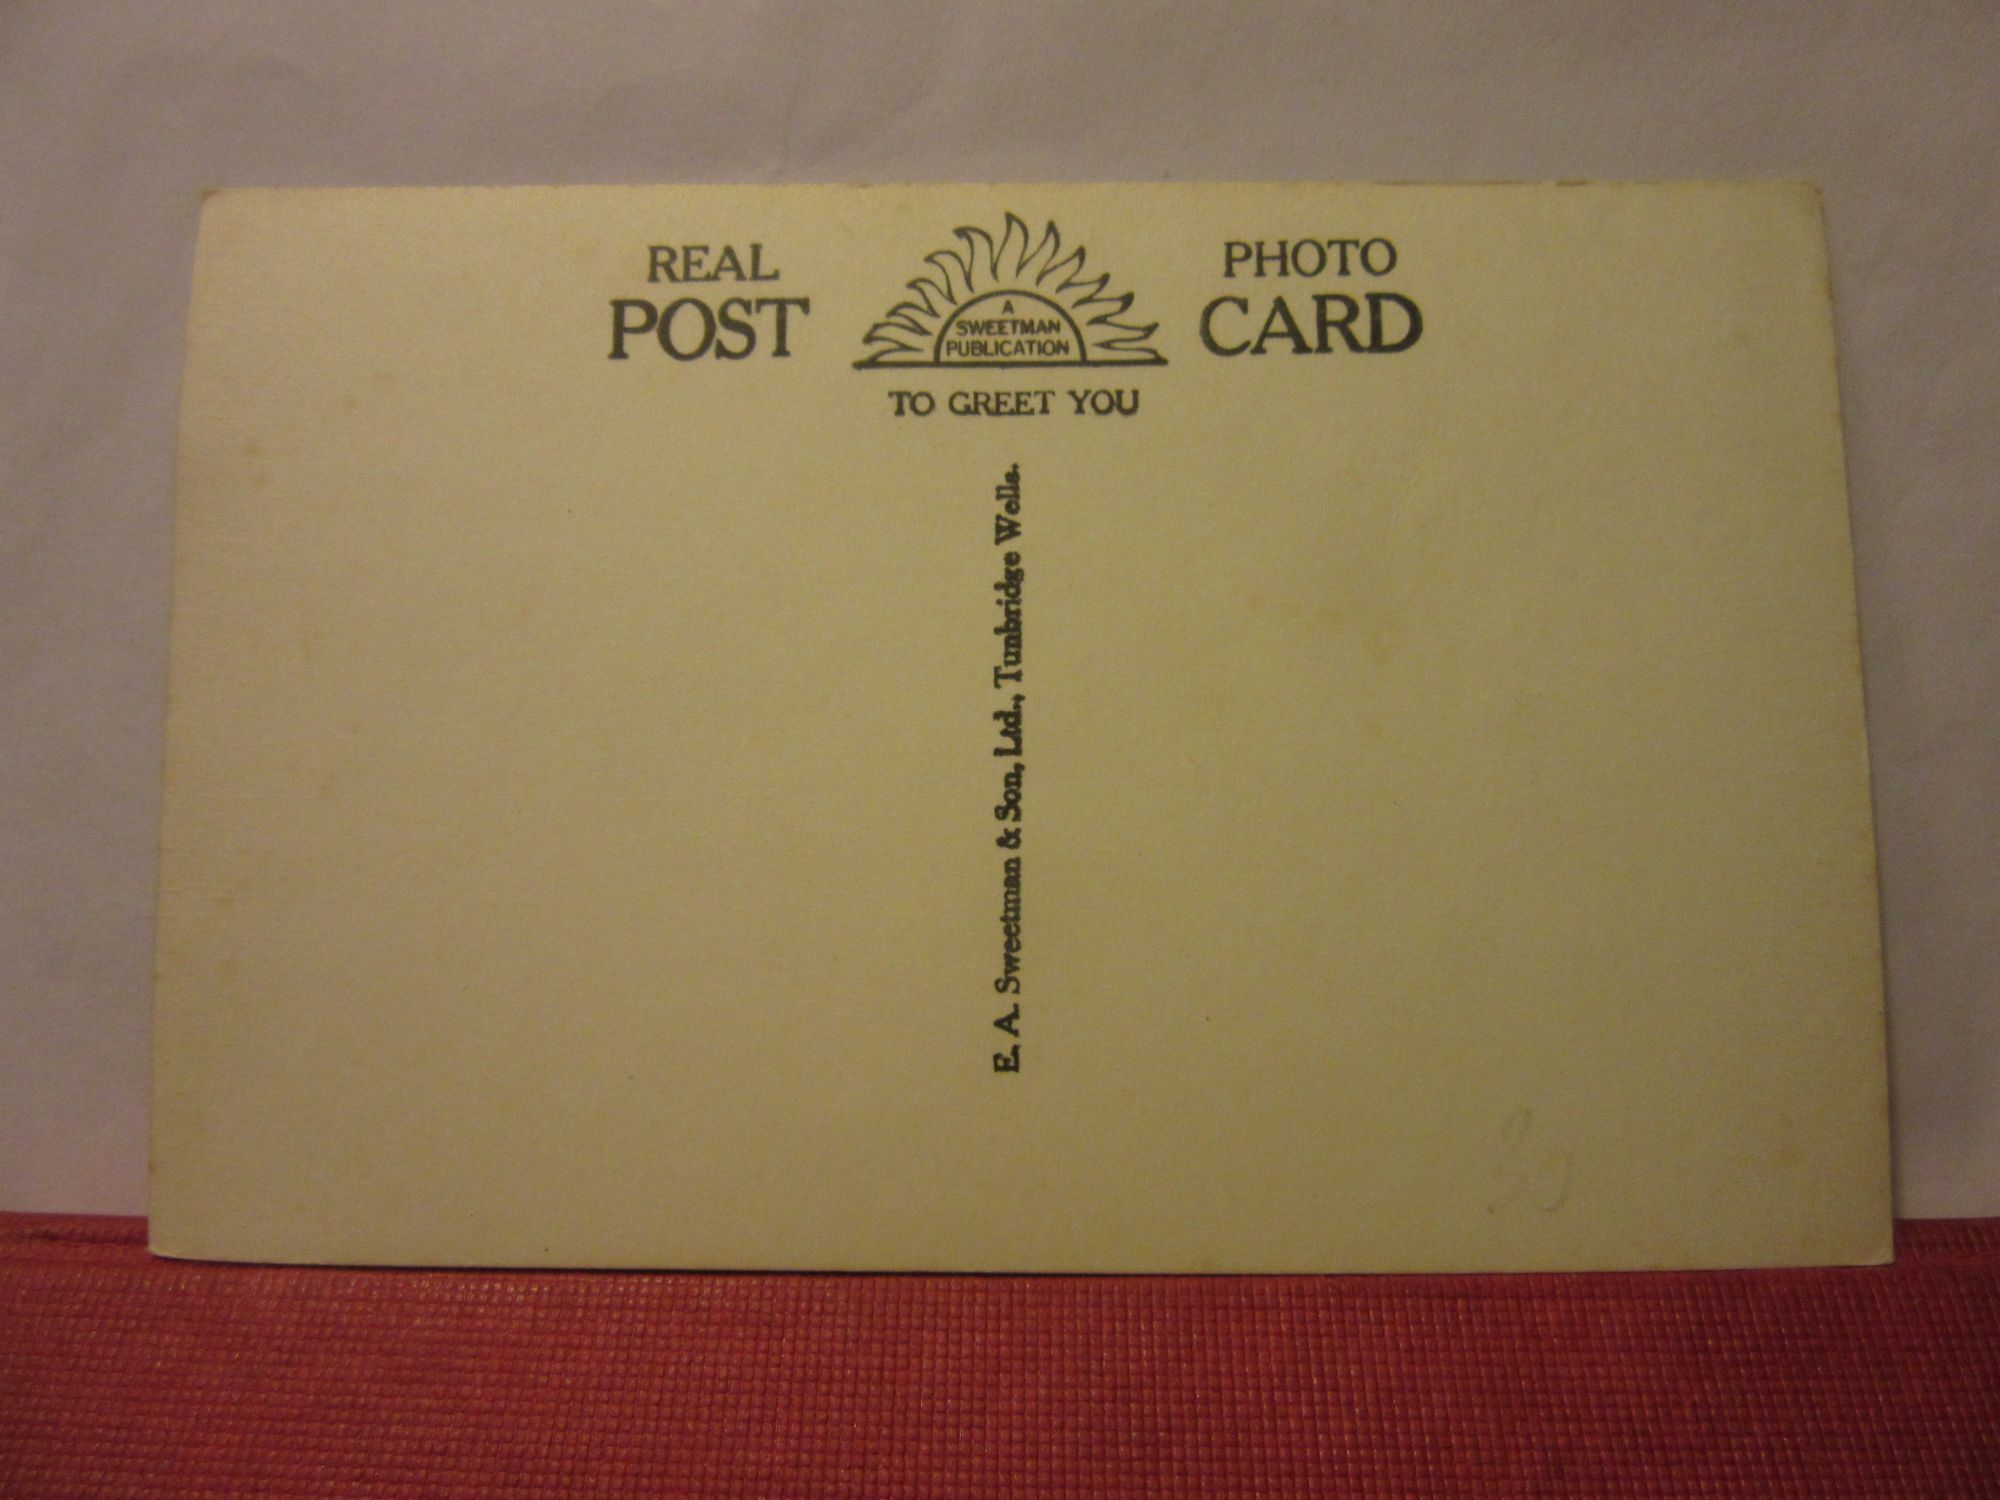 REAL PHOTO
POST CARD
A
SWEETMAN
PUBLICATION
TO GREET YOU
E. A. Sweetman & Son, Ltd., Tunbridge Wells.